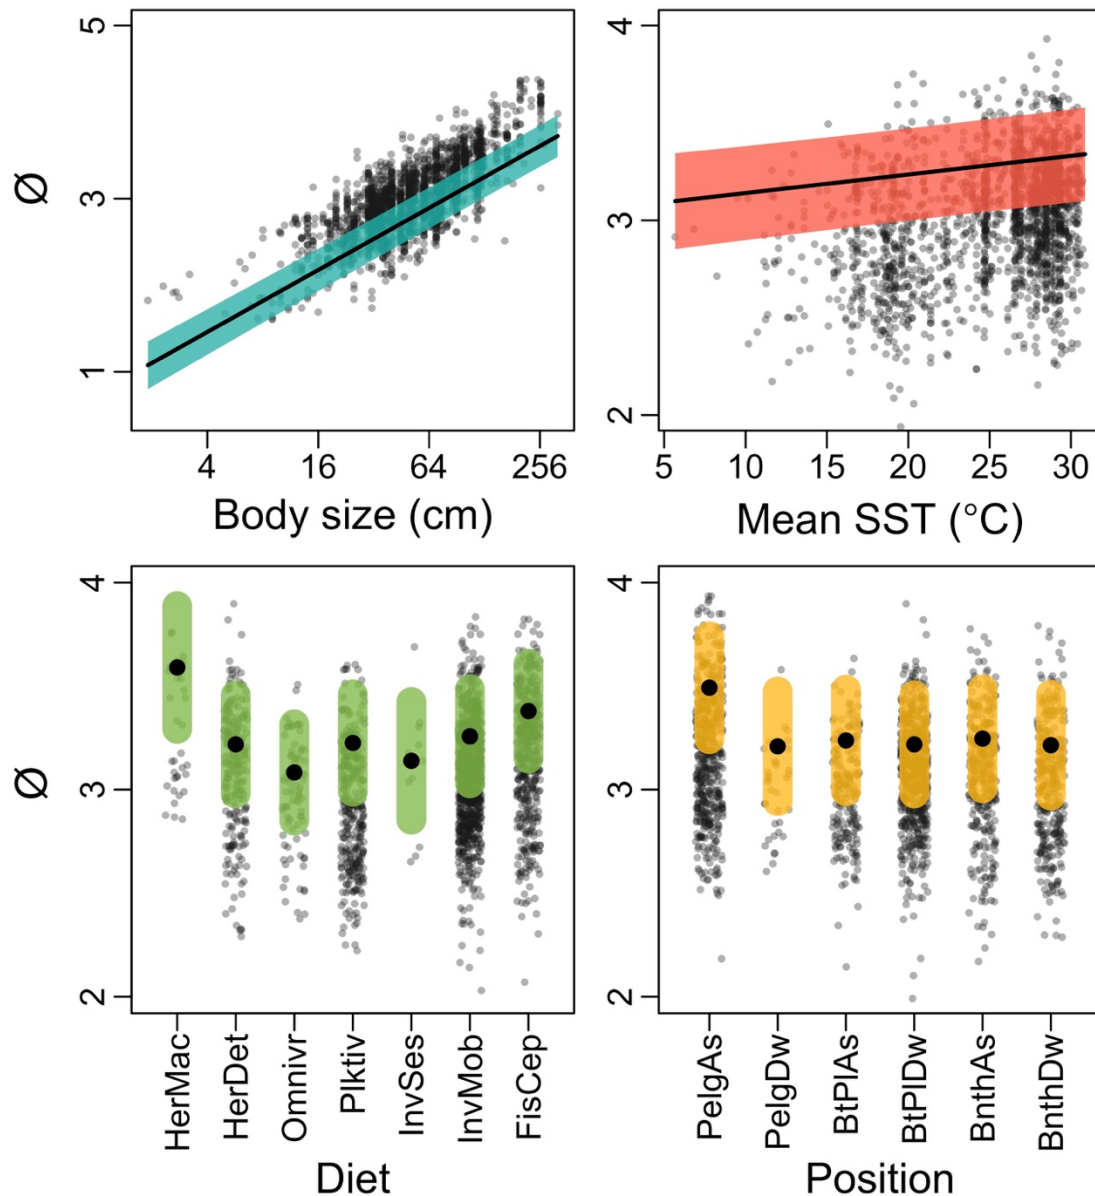 5
3
1
Ø
4
16
64
256
Body size (cm)
4
3
2
5
10
15
20
25
30
Mean SST (°C)
4
3
2
Ø
HerMac
HerDet
Omnivr
Plktiv
InvSes
InvMob
FisCep
Diet
4
3
2
PelgAs
PelgDw
BtPlAs
BtPlDw
BnthAs
BnthDw
Position